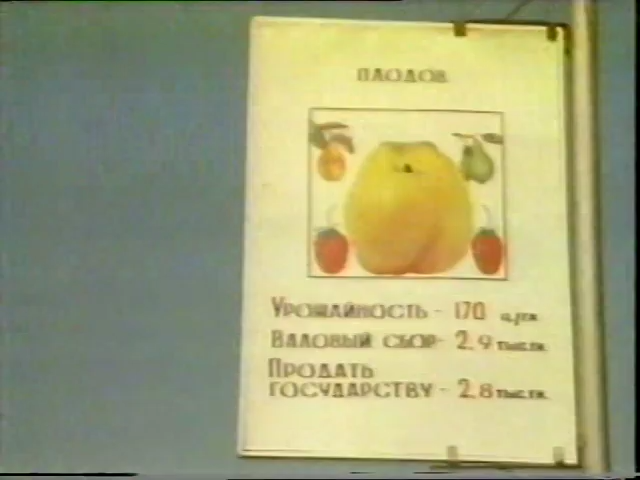 ПЛОДОВ
УРОЖАЙНОСТЬ - 170 ц/га
ВАЛОВЫЙ СБОР - 2.9 тыс.тн.
ПРОДАТЬ
ГОСУДАРСТВУ - 2.8 тыс.тн.